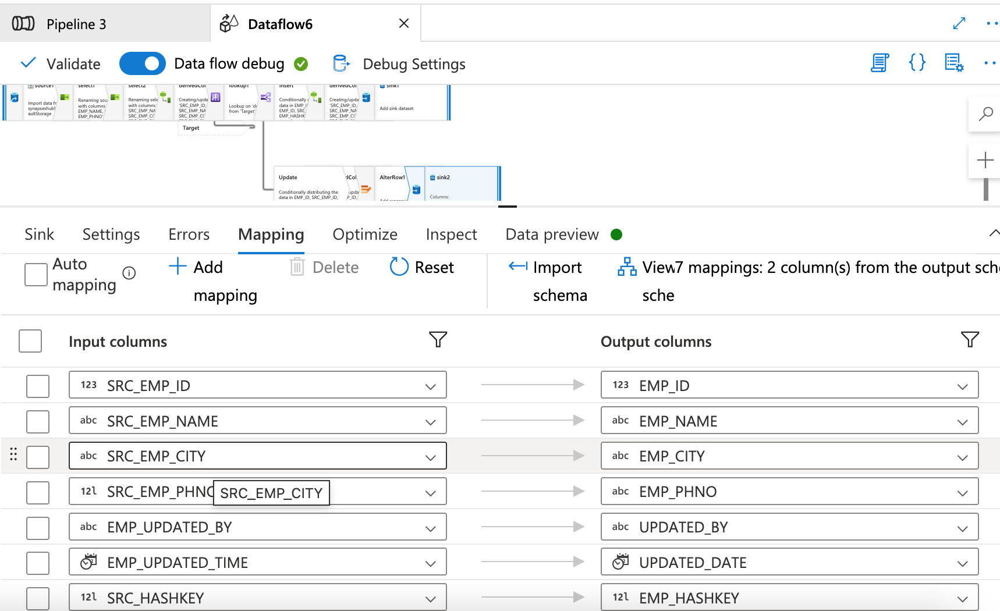 Pipeline 3
Dataflow6
Validate
Data flow debug
Debug Settings
source1
Import data fr
synapseshubl
aultStorage
select1
Renaming sou
with columns
EMP_NAME,
EMP_PHNO'
select2
Renaming sele
with columns
SRC_EMP_NA
SRC_EMP_CI
derivedCol
Creating/upda
'SRC_EMP_ID,
SRC_EMP_NA
SRC_EMP_CI
lookup1
Lookup on 'de
from 'Target'
insert
Conditionally d
data in EMP_I
EMP_ID, SRC
EMP_HASHK
derivedCol
Creating/upda
'SRC_EMP_ID,
SRC_EMP_NA
SRC_EMP_CI
sink1
Add sink dataset
Target
Update
Conditionally distributing the
data in EMP_ID, SRC_EMP_ID,
dCol
upda
P_ID,
AlterRow1
sink2
Columns:
Sink
Settings
Errors
Mapping
Optimize
Inspect
Data preview
Auto
mapping
Add
mapping
Delete
Reset
Import
schema
View
sche
7 mappings: 2 column(s) from the output sch
Input columns
Output columns
123 SRC_EMP_ID
123 EMP_ID
abc SRC_EMP_NAME
abc EMP_NAME
abc SRC_EMP_CITY
abc EMP_CITY
12l SRC_EMP_PHNO
SRC_EMP_CITY
abc EMP_PHNO
abc EMP_UPDATED_BY
abc UPDATED_BY
EMP_UPDATED_TIME
UPDATED_DATE
12l SRC_HASHKEY
12l EMP_HASHKEY